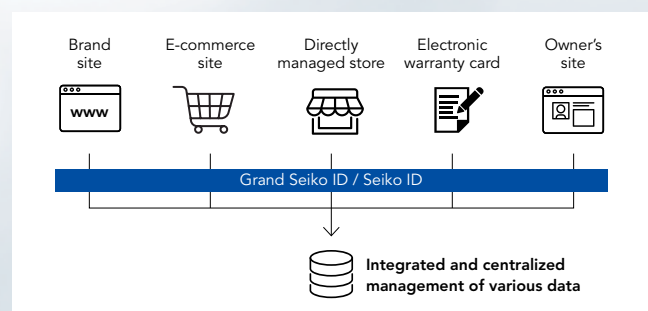 Brand
site
E-commerce
site
Directly
managed store
Electronic
warranty card
Owner's
site
www
Grand Seiko ID / Seiko ID
Integrated and centralized
management of various data